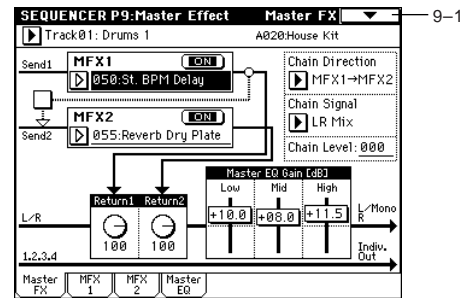 SEQUENCER P9:Master Effect Master FX
9–1
Track01: Drums 1 A020:House Kit
Send1
MFX1 ON
050:St. BPM Delay
Chain Direction
MFX1→MFX2
Chain Signal
LR Mix
Chain Level: 000
Send2
MFX2 ON
055:Reverb Dry Plate
Return1 Return2
100 100
Master EQ Gain [dB]
Low Mid High
+10.0 +08.0 +11.5
L/R
L/Mono
R
1.2.3.4
Indiv.
Out
Master
FX
MFX
1
MFX
2
Master
EQ